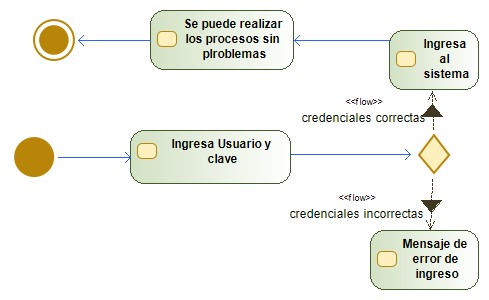 Se puede realizar
los procesos sin
plroblemas
Ingresa
al
sistema
<<flow>>
credenciales correctas
Ingresa Usuario y
clave
<<flow>>
credenciales incorrectas
Mensaje de
error de
ingreso